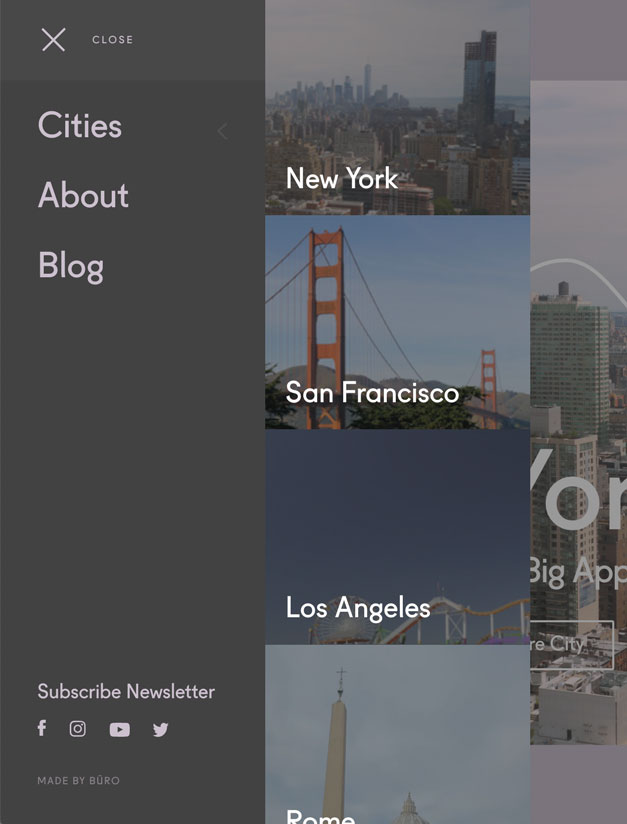 CLOSE
Cities
About
Blog
Subscribe Newsletter
MADE BY BÜRO
New York
San Francisco
Los Angeles
Rome
Yor
Big App
re City